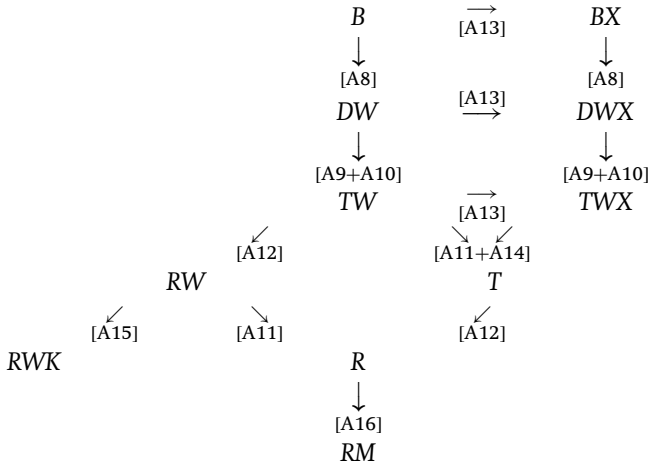 B → BX
[A13]
↓ ↓
[A8] [A8]
[A13]
DW → DWX
↓ ↓
[A9+A10] [A9+A10]
TW → TWX
[A13]
↙ ↘ ↙
[A12] [A11+A14]
RW T
↙ ↘ ↙
[A15] [A11] [A12]
RWK R
↓
[A16]
RM